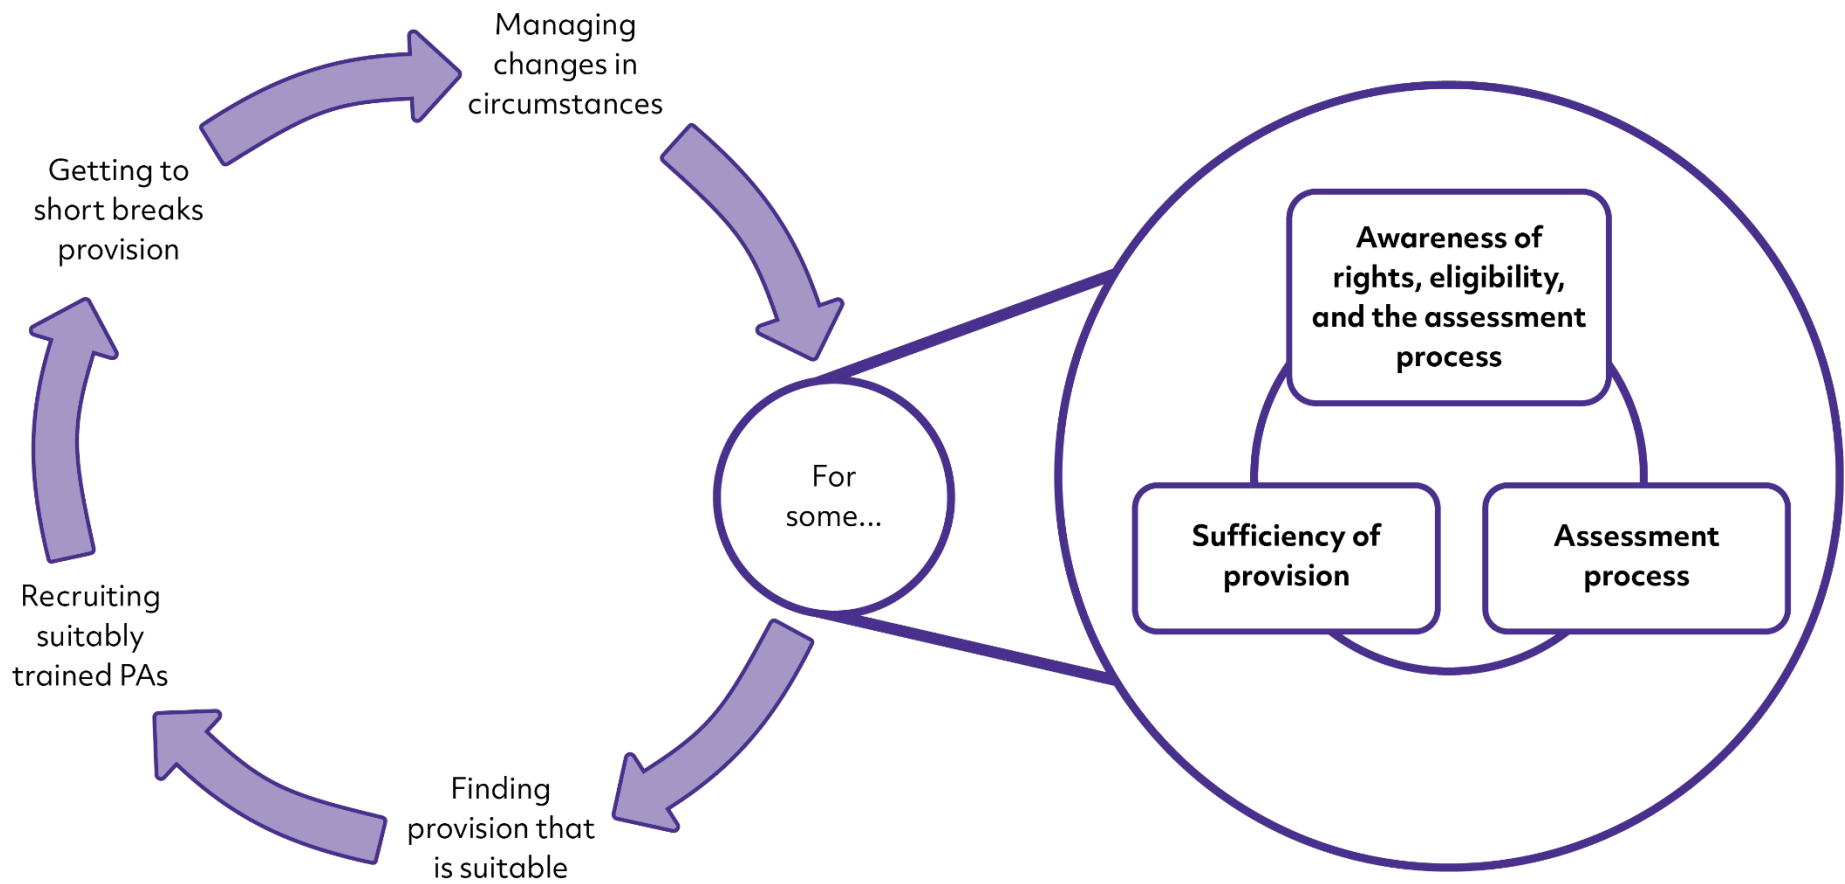 Managing
changes in
circumstances
Getting to
short breaks
provision
Recruiting
suitably
trained PAs
Finding
provision that
is suitable
For
some...
Awareness of
rights, eligibility,
and the assessment
process
Sufficiency of
provision
Assessment
process